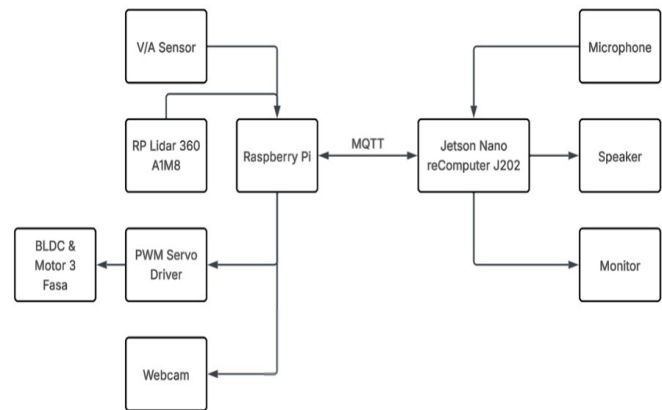 V/A Sensor
Microphone
RP Lidar 360
A1M8
Raspberry Pi
MQTT
Jetson Nano
reComputer J202
Speaker
BLDC &
Motor 3
Fasa
PWM Servo
Driver
Monitor
Webcam